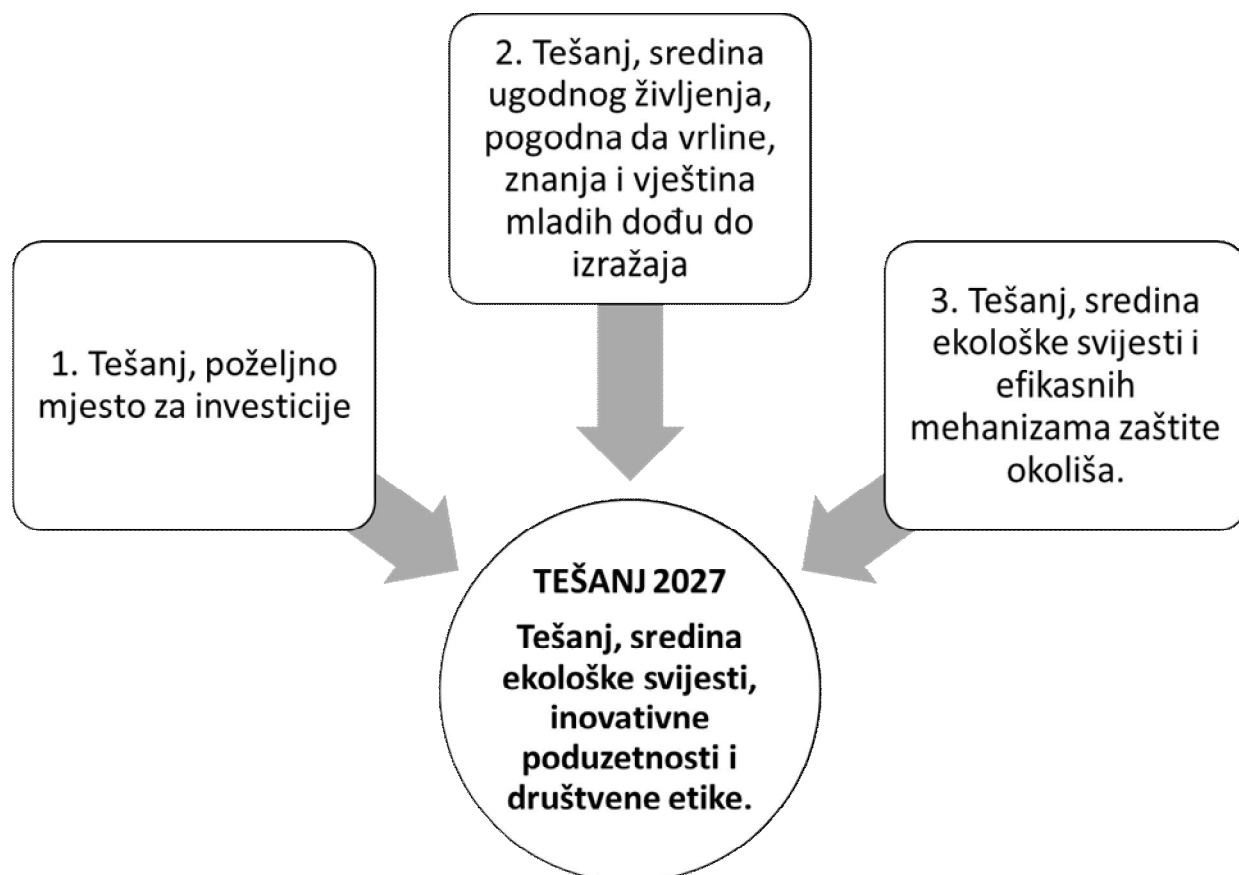 1. Tešanj, poželjno
mjesto za investicije
2. Tešanj, sredina
ugodnog življenja,
pogodna da vrline,
znanja i vještina
mladih dođu do
izražaja
3. Tešanj, sredina
ekološke svijesti i
efikasnih
mehanizama zaštite
okoliša.
TEŠANJ 2027
Tešanj, sredina
ekološke svijesti,
inovativne
poduzetnosti i
društvene etike.